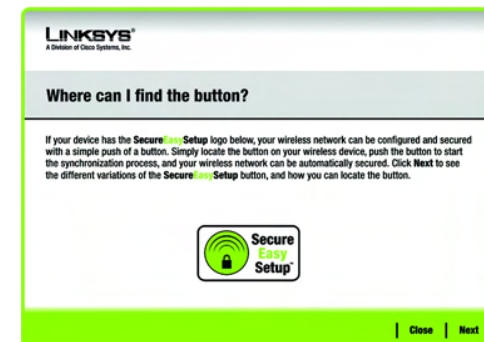 LINKSYS®
A Division of Cisco Systems, Inc.
Where can I find the button?
If your device has the SecureEasySetup logo below, your wireless network can be configured and secured
with a simple push of a button. Simply locate the button on your wireless device, push the button to start
the synchronization process, and your wireless network can be automatically secured. Click Next to see
the different variations of the SecureEasySetup button, and how you can locate the button.
Secure
Easy
Setup™
Close | Next